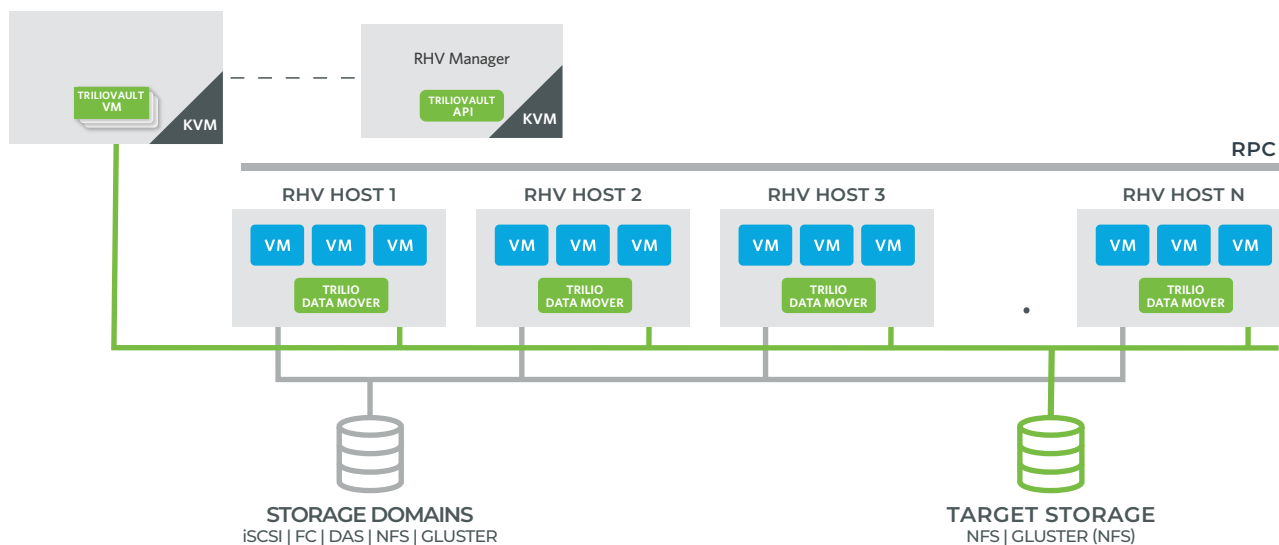 RHV Manager
TRILIOVAULT
VM
KVM
TRILIOVAULT
API
KVM
RPC
RHV HOST 1
RHV HOST 2
RHV HOST 3
RHV HOST N
VM VM VM
VM VM VM
VM VM VM
VM VM VM
TRILIO
DATA MOVER
TRILIO
DATA MOVER
TRILIO
DATA MOVER
TRILIO
DATA MOVER
STORAGE DOMAINS
iSCSI | FC | DAS | NFS | GLUSTER
TARGET STORAGE
NFS | GLUSTER (NFS)